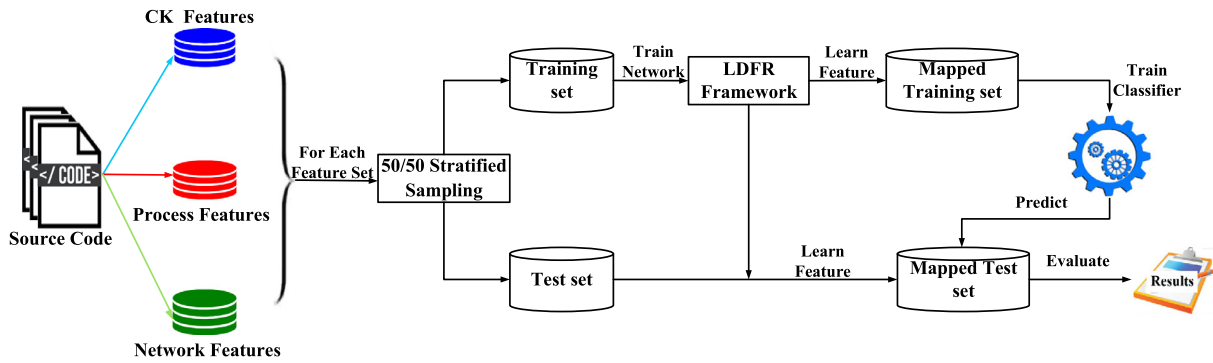 CK Features
Process Features
Network Features
< < </ CODE>
Source Code
For Each
Feature Set
50/50 Stratified
Sampling
Training
set
Train
Network
LDFR
Framework
Learn
Feature
Mapped
Training set
Train
Classifier
Predict
Test set
Learn
Feature
Mapped Test
set
Evaluate
Results